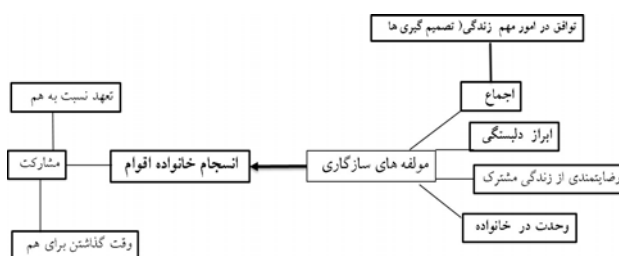 توافق در امور مهم زندگی( تصمیم گیری ها
اجماع
ابراز دلبستگی
مولفه های سازگاری
رضایتمندی از زندگی مشترک
وحدت در خانواده
انسجام خانواده اقوام
تعهد نسبت به هم
مشارکت
وقت گذاشتن برای هم